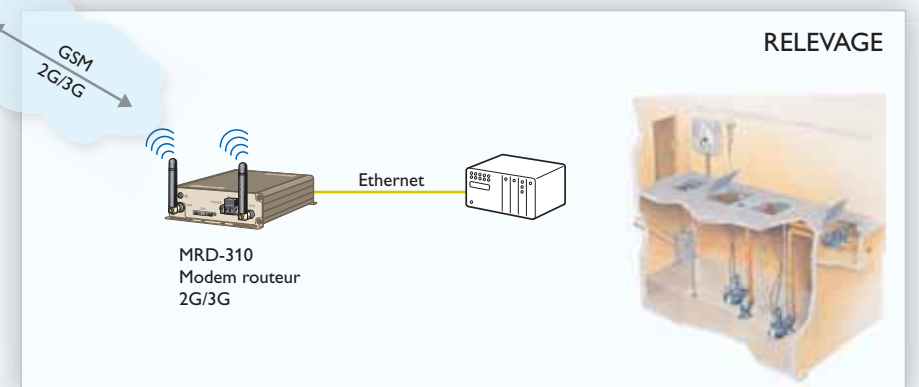 GSM
2G/3G
RELEVAGE
Ethernet
MRD-310
Modem routeur
2G/3G